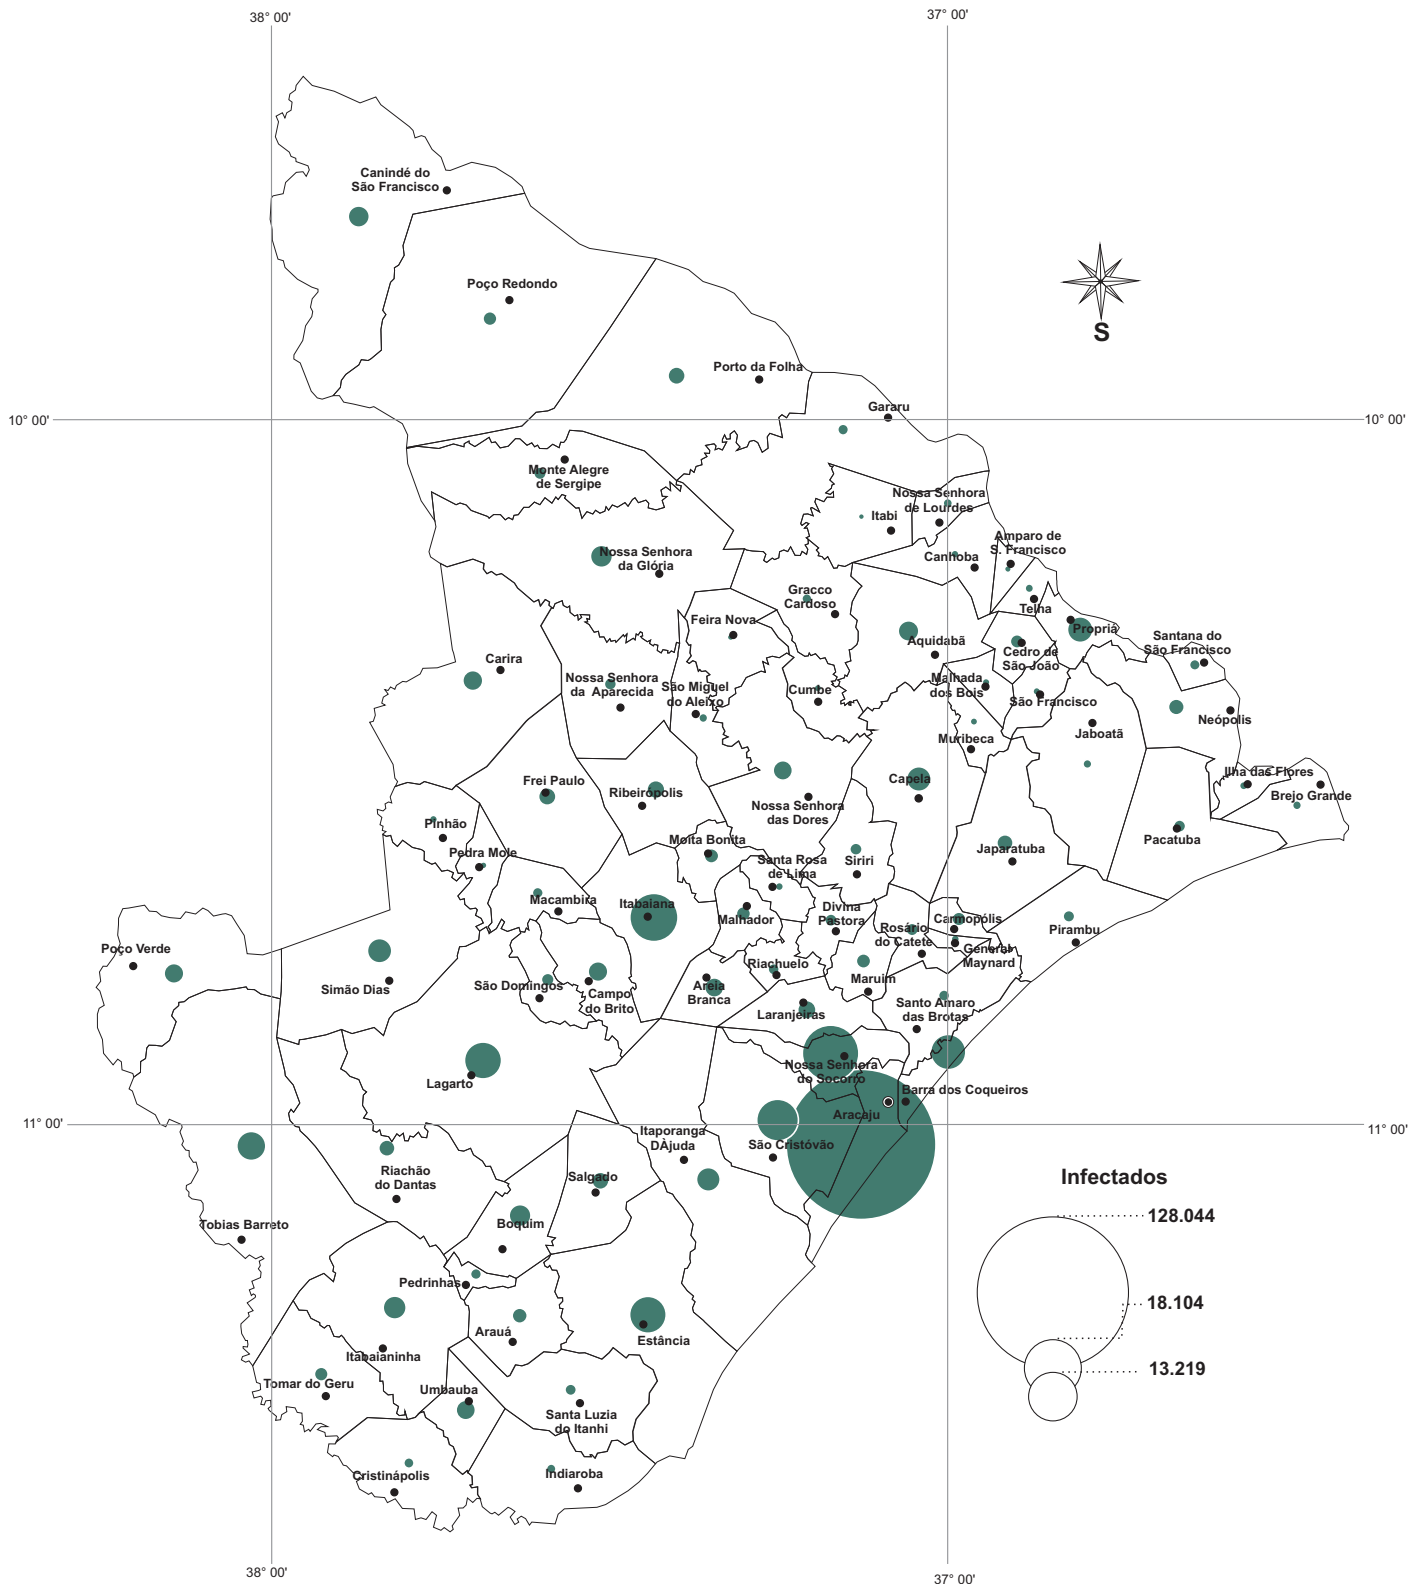 38° 00'
37° 00'
Canindé do
São Francisco
Poço Redondo
S
Porto da Folha
Gararu
10° 00'
10° 00'
Monte Alegre
de Sergipe
Nossa Senhora
de Lourdes
Itabi
Amparo de
S. Francisco
Canhoba
Nossa Senhora
da Glória
Gracco
Cardoso
Telha
Feira Nova
Propriá
Aquidabã
Cedro de
São João
Santana do
São Francisco
Carira
Nossa Senhora
da Aparecida
São Miguel
do Aleixo
Cumbe
Malhada
dos Bois
São Francisco
Neópolis
Jaboatã
Muribeca
Frei Paulo
Ribeirópolis
Capela
Ilha das Flores
Brejo Grande
Nossa Senhora
das Dores
Pinhão
Pedra Mole
Moita Bonita
Santa Rosa
de Lima
Siriri
Japaratuba
Pacatuba
Macambira
Itabaiana
Malhador
Divina
Pastora
Rosário
do Catete
Carmopólis
Pirambu
General
Maynard
Poço Verde
Simão Dias
São Domingos
Campo
do Brito
Areia
Branca
Riachuelo
Maruim
Santo Amaro
das Brotas
Laranjeiras
Lagarto
Nossa Senhora
do Socorro
Barra dos Coqueiros
Aracaju
11° 00'
11° 00'
Itaporanga
DÀjuda
São Cristóvão
Riachão
do Dantas
Salgado
Infectados
128.044
18.104
13.219
Tobias Barreto
Boquim
Pedrinhas
Arauá
Estância
Itabaianinha
Tomar do Geru
Umbauba
Santa Luzia
do Itanhi
Cristinápolis
Indiaroba
38° 00'
37° 00'